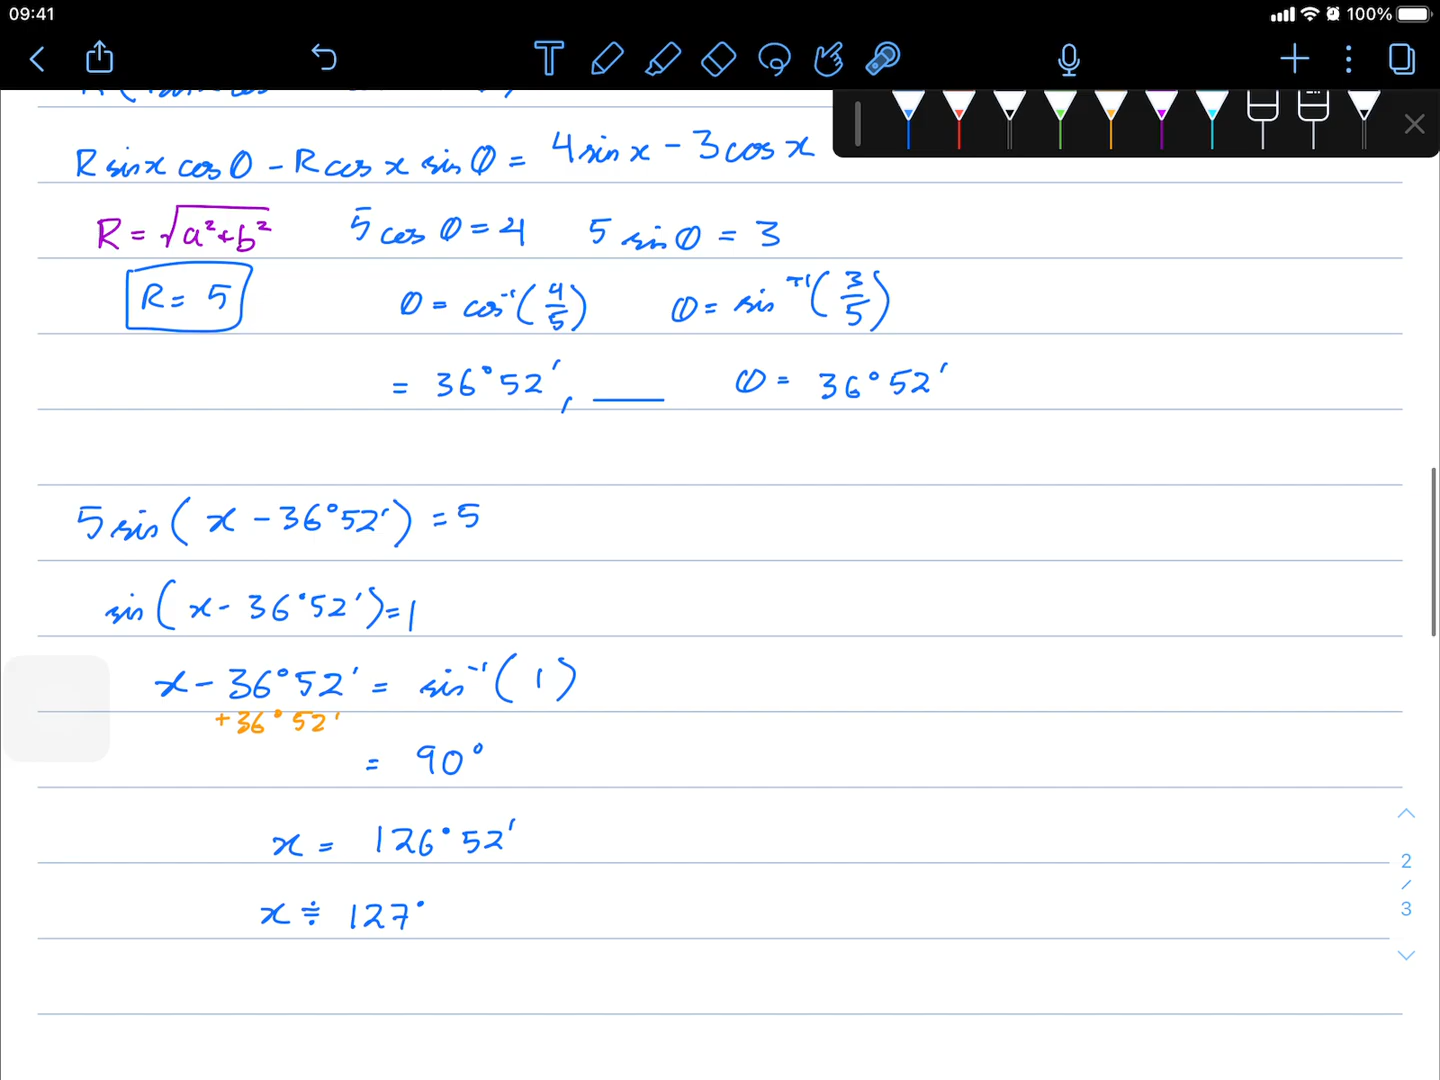 09:41 100%
R sin x cos θ - R cos x sin θ = 4 sin x - 3 cos x
R = √a²+b² 5 cos θ = 4 5 sin θ = 3
R = 5 θ = cos⁻¹(4/5) θ = sin⁻¹(3/5)
= 36°52', ____ θ = 36°52'
5 sin(x - 36°52') = 5
sin(x - 36°52') = 1
x - 36°52' = sin⁻¹(1)
+36°52'
= 90°
x = 126°52'
x ≑ 127°
2
/
3